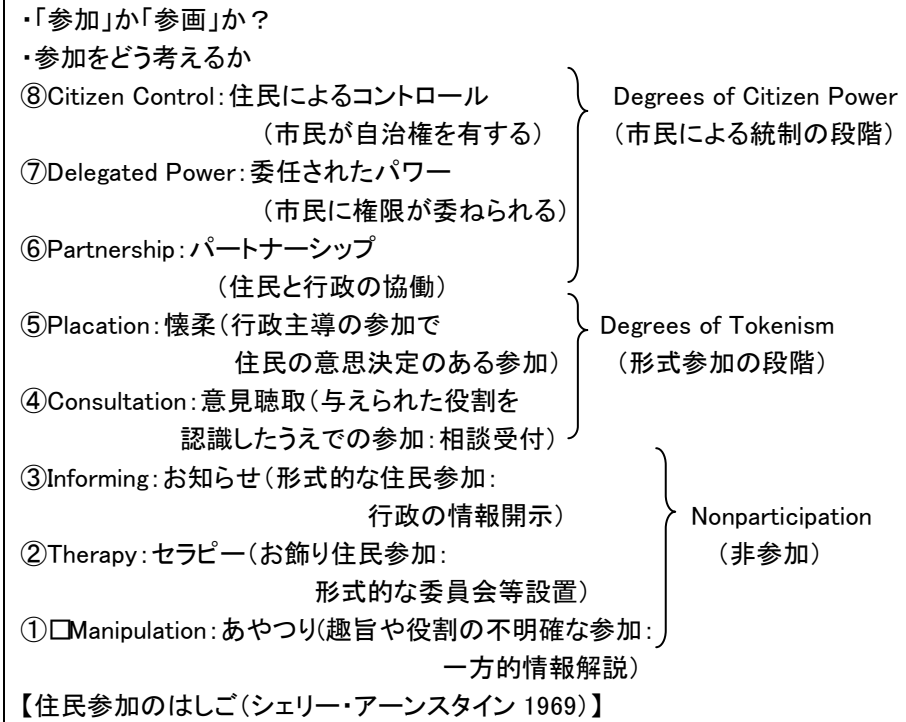 ・「参加」か「参画」か？
・参加をどう考えるか
⑧Citizen Control：住民によるコントロール Degrees of Citizen Power
（市民が自治権を有する） （市民による統制の段階）
⑦Delegated Power：委任されたパワー
（市民に権限が委ねられる）
⑥Partnership：パートナーシップ
（住民と行政の協働）
⑤Placation：懐柔（行政主導の参加で Degrees of Tokenism
住民の意思決定のある参加） （形式参加の段階）
④Consultation：意見聴取（与えられた役割を
認識したうえでの参加：相談受付）
③Informing：お知らせ（形式的な住民参加：
行政の情報開示） Nonparticipation
②Therapy：セラピー（お飾り住民参加： （非参加）
形式的な委員会等設置）
①□Manipulation：あやつり(趣旨や役割の不明確な参加：
一方的情報解説）
【住民参加のはしご（シェリー・アーンスタイン 1969）】